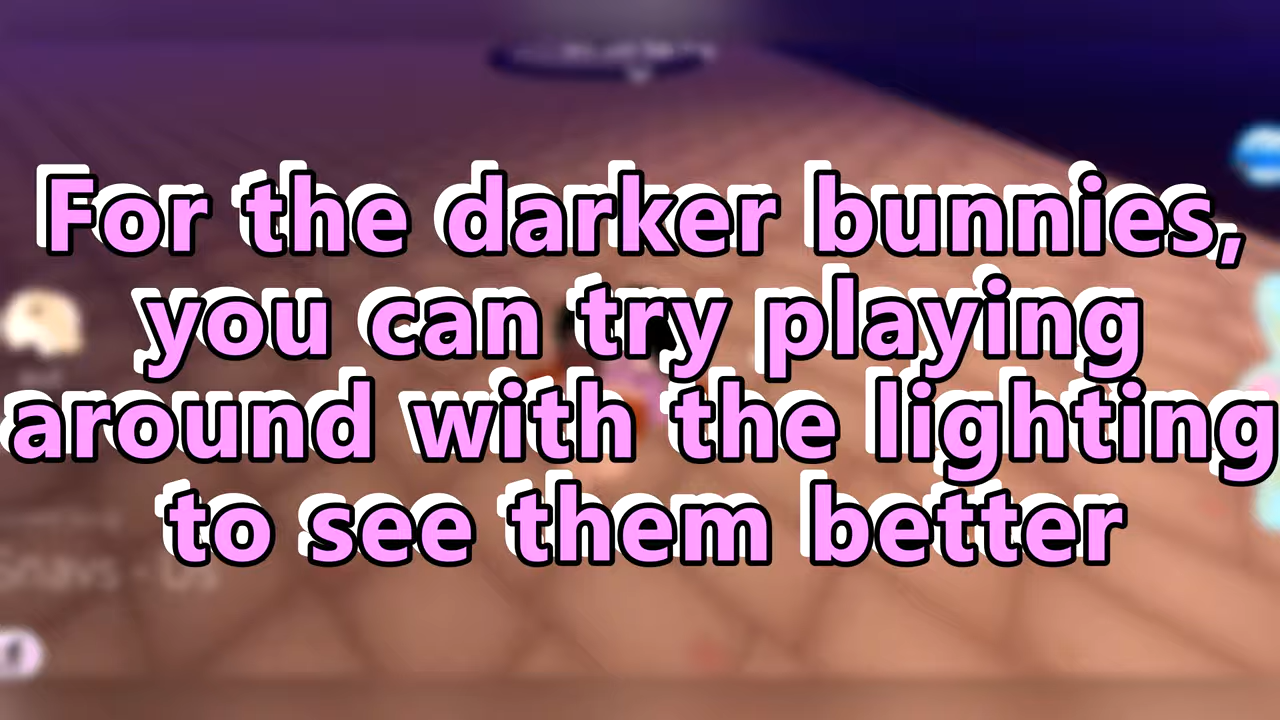 For the darker bunnies,
you can try playing
around with the lighting
to see them better